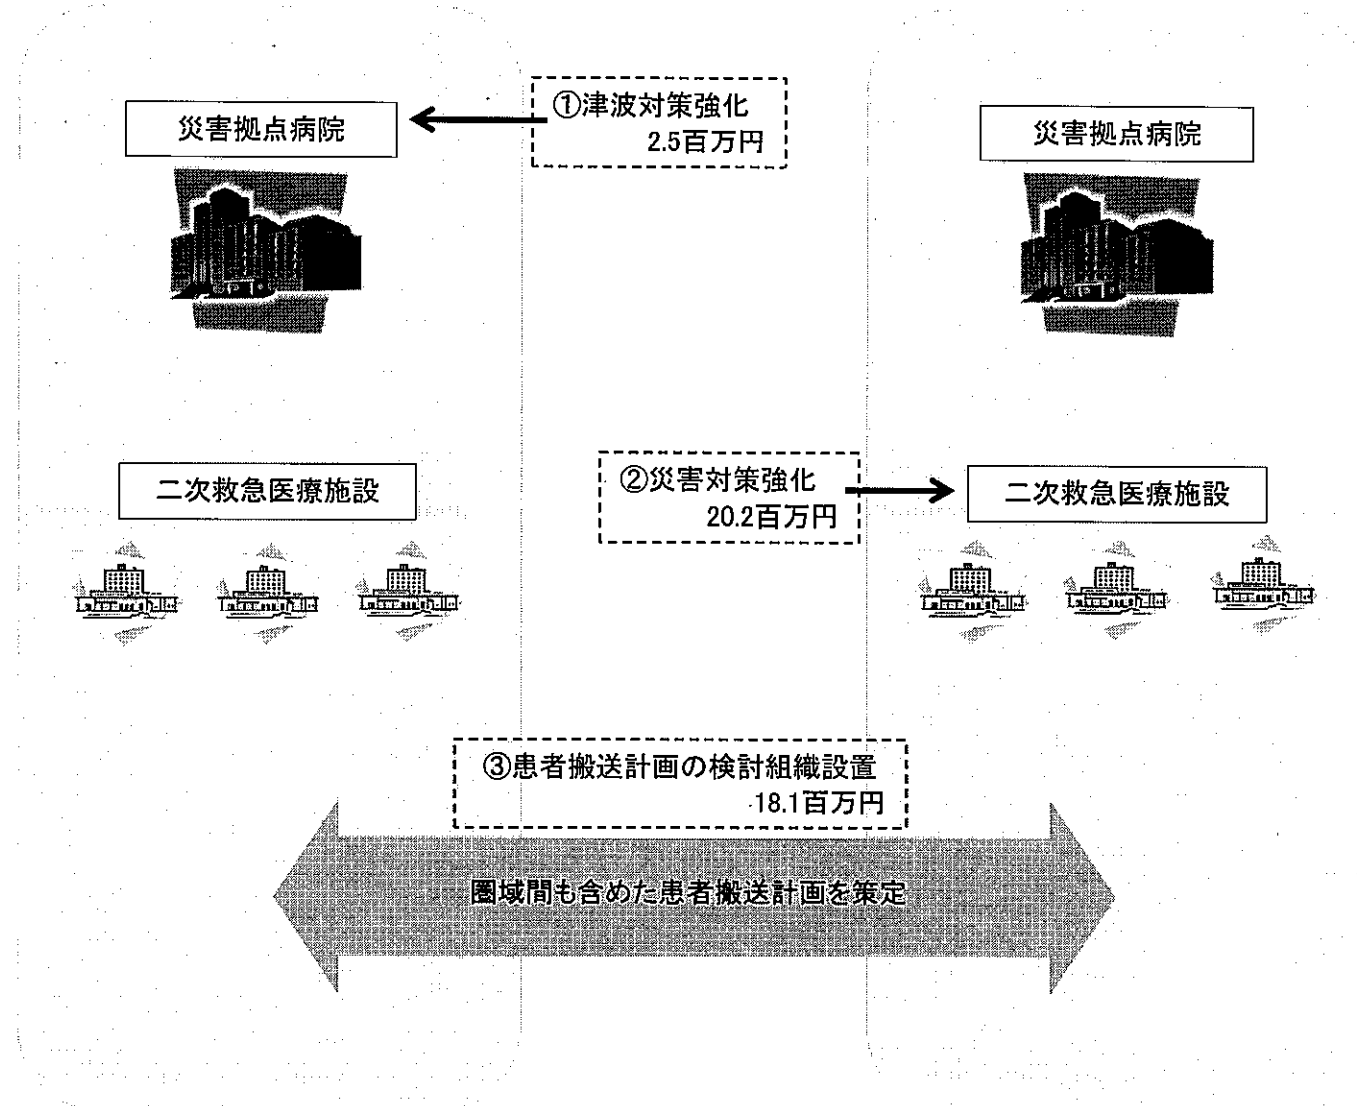 災害拠点病院
①津波対策強化
2.5百万円
災害拠点病院
二次救急医療施設
②災害対策強化
20.2百万円
二次救急医療施設
③患者搬送計画の検討組織設置
18.1百万円
圏域間も含めた患者搬送計画を策定